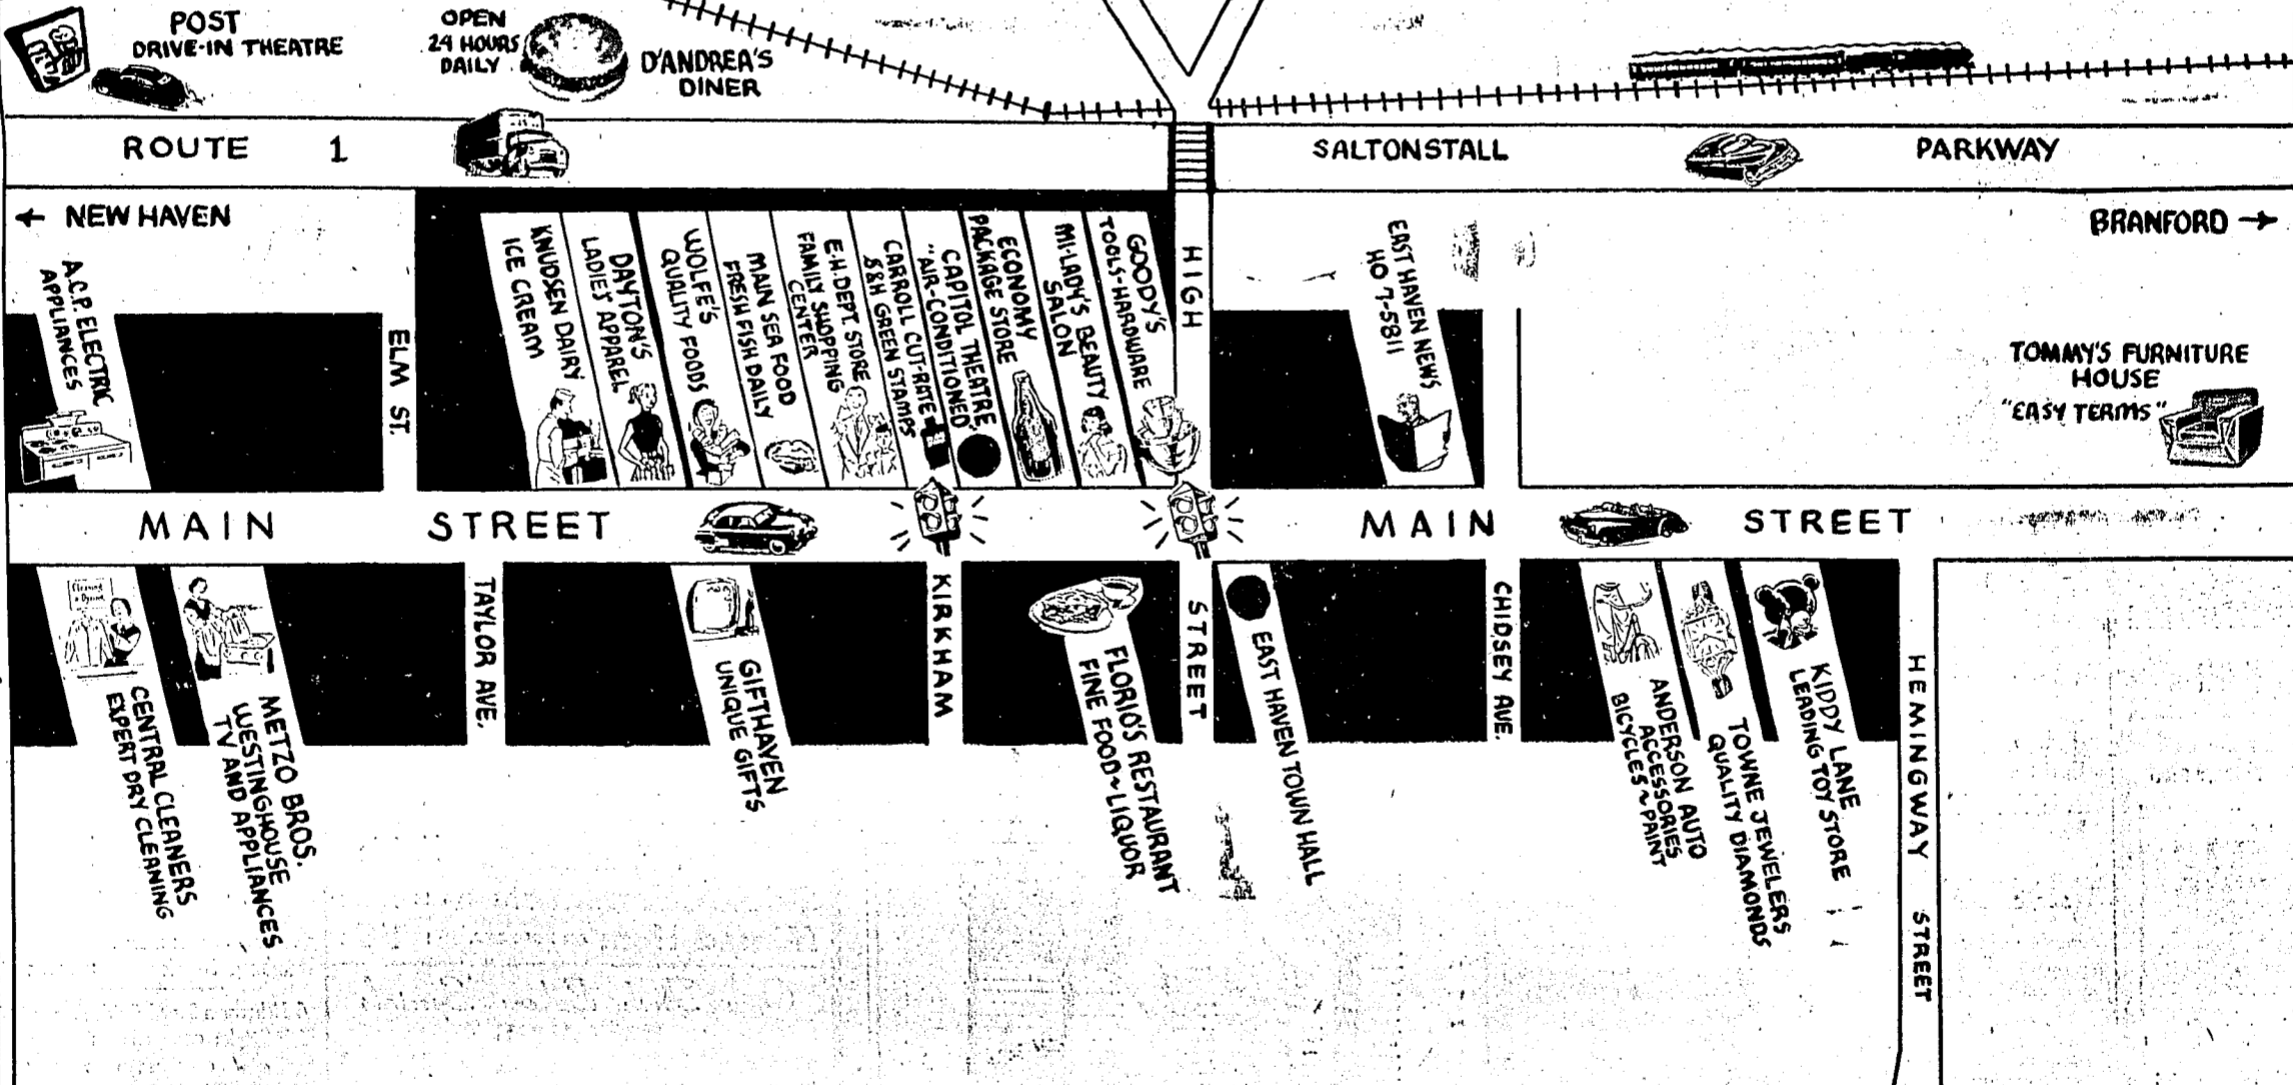 POST
DRIVE-IN THEATRE
OPEN
24 HOURS
DAILY
D'ANDREA'S
DINER
ROUTE 1
SALTONSTALL PARKWAY
← NEW HAVEN
BRANFORD →
A.C.P. ELECTRIC
APPLIANCES
ELM ST.
KNUDSEN DAIRY
ICE CREAM
DAYTON'S
LADIES' APPAREL
WOLFE'S
QUALITY FOODS
MAIN SEA FOOD
FRESH FISH DAILY
E.H. DEPT. STORE
FAMILY SHOPPING
CENTER
CARROLL CUT-RATE
S&H GREEN STAMPS
CAPITOL THEATRE
"AIR-CONDITIONED"
ECONOMY
PACKAGE STORE
MI-LADY'S BEAUTY
SALON
GOODY'S
TOOLS-HARDWARE
HIGH
EAST HAVEN NEWS
HO 7-5811
TOMMY'S FURNITURE
HOUSE
"EASY TERMS"
MAIN STREET
MAIN STREET
Cleaning
& Dyeing
CENTRAL CLEANERS
EXPERT DRY CLEANING
METZO BROS.
WESTINGHOUSE
TV AND APPLIANCES
TAYLOR AVE.
GIFTHAVEN
UNIQUE GIFTS
KIRKHAM
FLORIO'S RESTAURANT
FINE FOOD~LIQUOR
STREET
EAST HAVEN TOWN HALL
CHIDSEY AVE.
ANDERSON AUTO
ACCESSORIES
BICYCLES~PAINT
TOWNE JEWELERS
QUALITY DIAMONDS
KIDDY LANE
LEADING TOY STORE
HEMINGWAY STREET